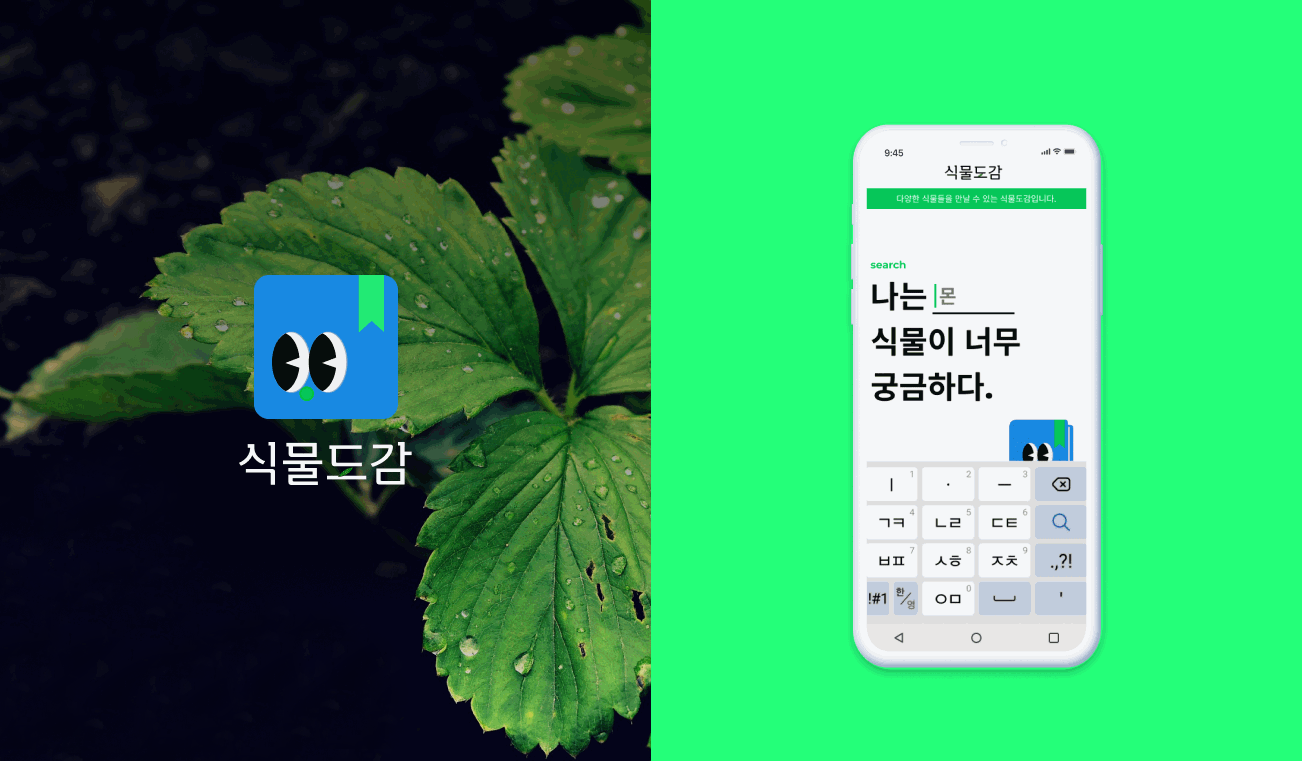 식물드감
9:45
식물도감
다양한 식물들을 만날 수 있는 식물도감입니다.
search
나는 몬
식물이 너무
궁금하다.
ㅣ 1
· 2
ㅡ 3
ㄱㅋ 4
ㄴㄹ 5
ㄷㅌ 6
ㅂㅍ 7
ㅅㅎ 8
ㅈㅊ 9
.,?!
!#1
한/영
ㅇㅁ 0
'